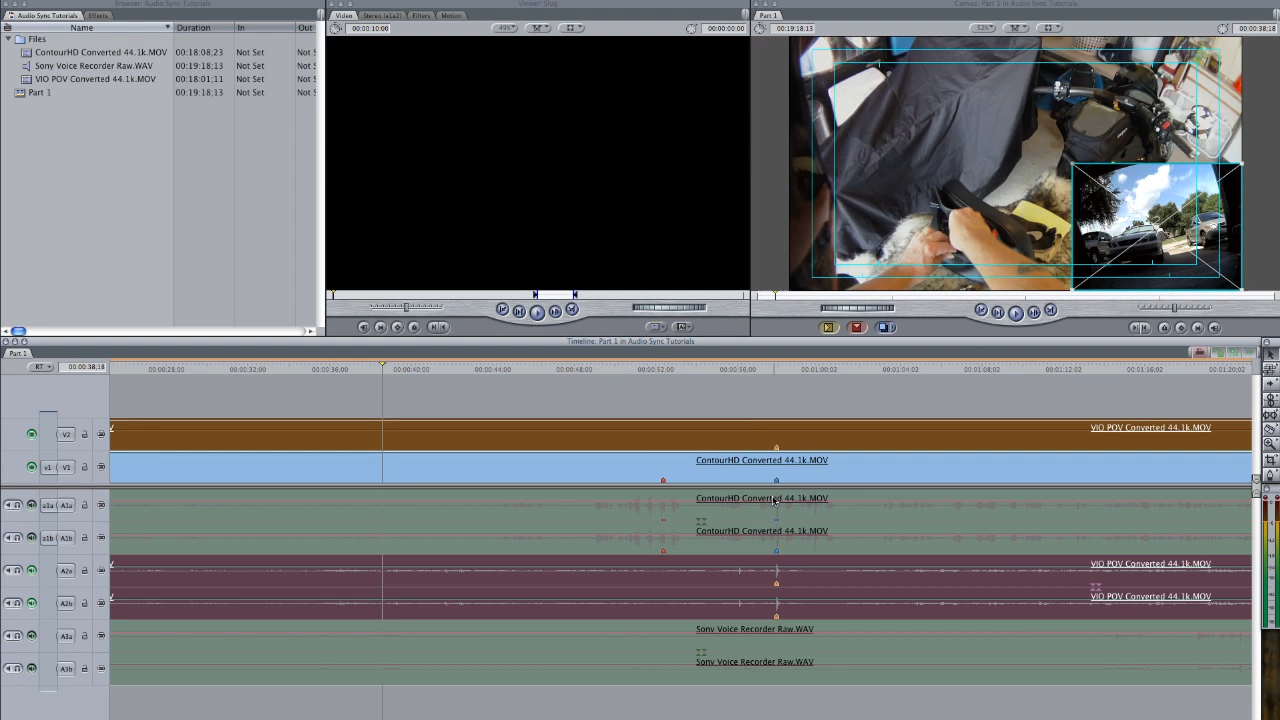 Browser: Audio Sync Tutorials
Viewer: Slug
Canvas: Part 1 in Audio Sync Tutorials
Audio Sync Tutorials Effects
Video Stereo (a1a2) Filters Motion
Part 1
Name Duration In Out
00:00:10:00 49% 00:00:00:00
00:19:18:13 52% 00:00:38;18
Files
ContourHD Converted 44.1k.MOV 00:18:08:23 Not Set Not S
Sony Voice Recorder Raw.WAV 00:19:18:13 Not Set Not S
VIO POV Converted 44.1k.MOV 00:18:01;11 Not Set Not S
Part 1 00:19:18;13 Not Set Not S
Timeline: Part 1 in Audio Sync Tutorials
Part 1
RT 00:00:38;18 00:00:28;00 00:00:32;00 00:00:36;00 00:00:40;00 00:00:44;00 00:00:48;00 00:00:52;00 00:00:56;00 00:01:00;02 00:01:04;02 00:01:08;02 00:01:12;02 00:01:16;02 00:01:20;02
V2 VIO POV Converted 44.1k.MOV
v1 V1 ContourHD Converted 44.1k.MOV
a1a A1a ContourHD Converted 44.1k.MOV
a1b A1b ContourHD Converted 44.1k.MOV
A2a VIO POV Converted 44.1k.MOV
A2b VIO POV Converted 44.1k.MOV
A3a Sony Voice Recorder Raw.WAV
A3b Sony Voice Recorder Raw.WAV